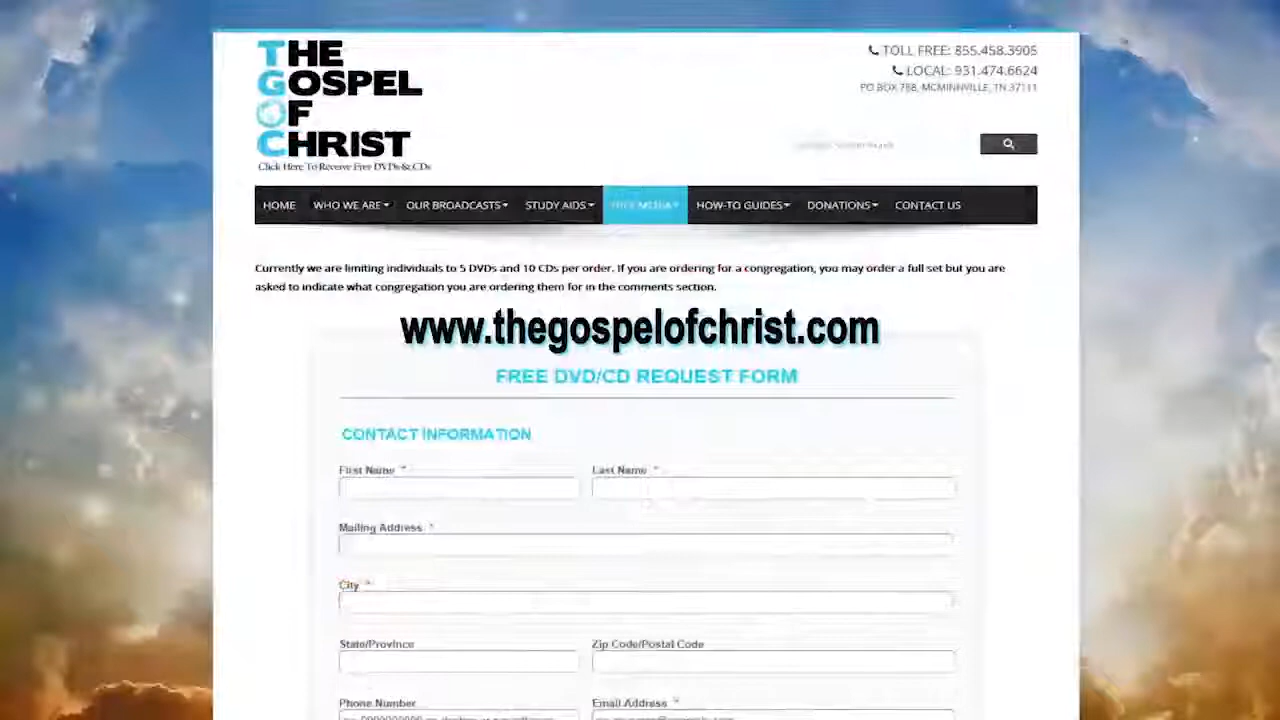 THE
GOSPEL
OF
CHRIST
Click Here To Receive Free DVD's & CDs
TOLL FREE: 855.458.3905
LOCAL: 931.474.6624
PO BOX 788, MCMINNVILLE, TN 37111
HOME WHO WE ARE OUR BROADCASTS STUDY AIDS FREE MEDIA HOW-TO GUIDES DONATIONS CONTACT US
Currently we are limiting individuals to 5 DVDs and 10 CDs per order. If you are ordering for a congregation, you may order a full set but you are
asked to indicate what congregation you are ordering them for in the comments section.
www.thegospelofchrist.com
FREE DVD/CD REQUEST FORM
CONTACT INFORMATION
First Name * Last Name *
Mailing Address *
City *
State/Province Zip Code/Postal Code
Phone Number Email Address *